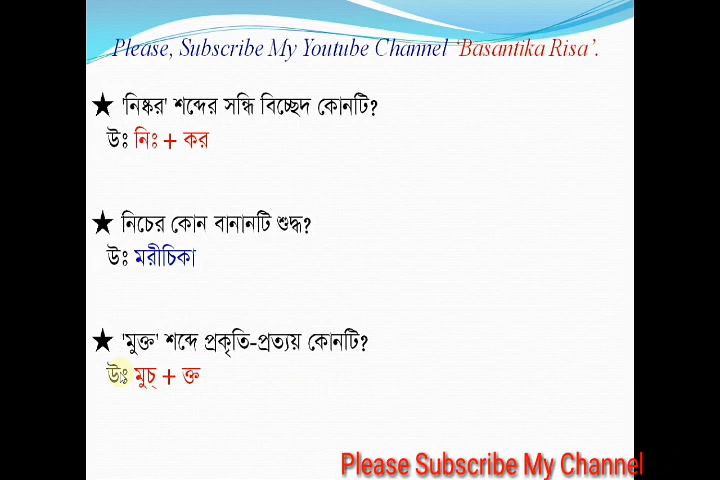 Please, Subscribe My Youtube Channel ‘Basantika Risa’.
★ 'নিষ্কর' শব্দের সন্ধি বিচ্ছেদ কোনটি?
উঃ নিঃ + কর
★ নিচের কোন বানানটি শুদ্ধ?
উঃ মরীচিকা
★ 'মুক্ত' শব্দে প্রকৃতি-প্রত্যয় কোনটি?
উঃ মুচ্ + ক্ত
Please Subscribe My Channel